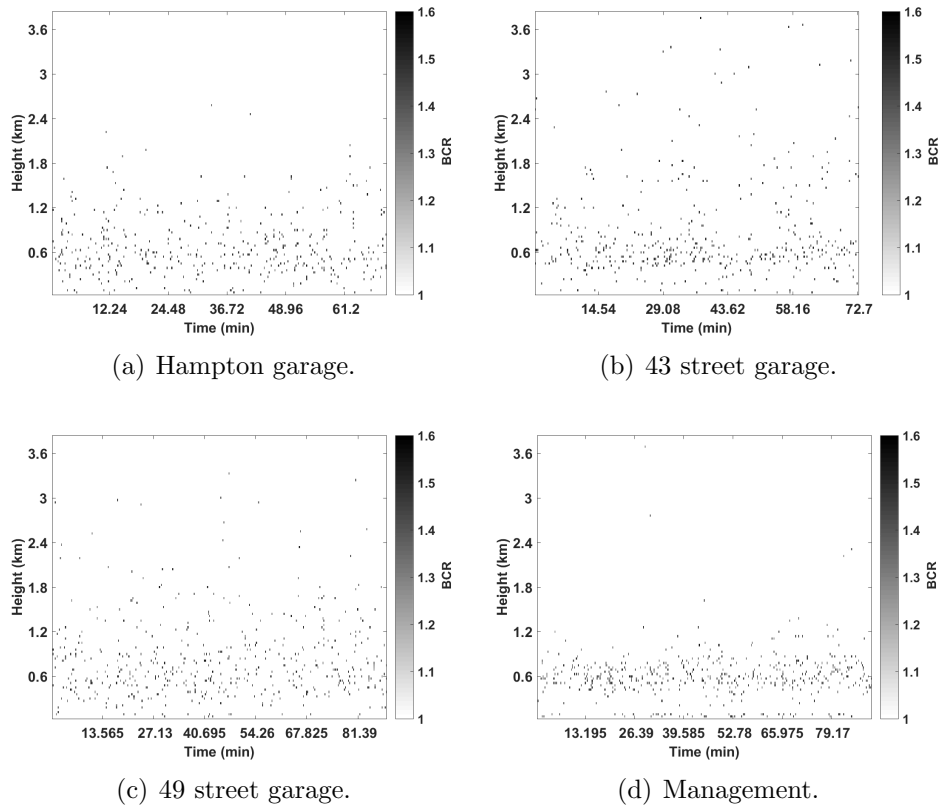 3.6
3
2.4
1.8
1.2
0.6
Height (km)
12.24 24.48 36.72 48.96 61.2
Time (min)
1.6
1.5
1.4
1.3
1.2
1.1
1
BCR
(a) Hampton garage.
3.6
3
2.4
1.8
1.2
0.6
Height (km)
14.54 29.08 43.62 58.16 72.7
Time (min)
1.6
1.5
1.4
1.3
1.2
1.1
1
BCR
(b) 43 street garage.
3.6
3
2.4
1.8
1.2
0.6
Height (km)
13.565 27.13 40.695 54.26 67.825 81.39
Time (min)
1.6
1.5
1.4
1.3
1.2
1.1
1
BCR
(c) 49 street garage.
3.6
3
2.4
1.8
1.2
0.6
Height (km)
13.195 26.39 39.585 52.78 65.975 79.17
Time (min)
1.6
1.5
1.4
1.3
1.2
1.1
1
BCR
(d) Management.